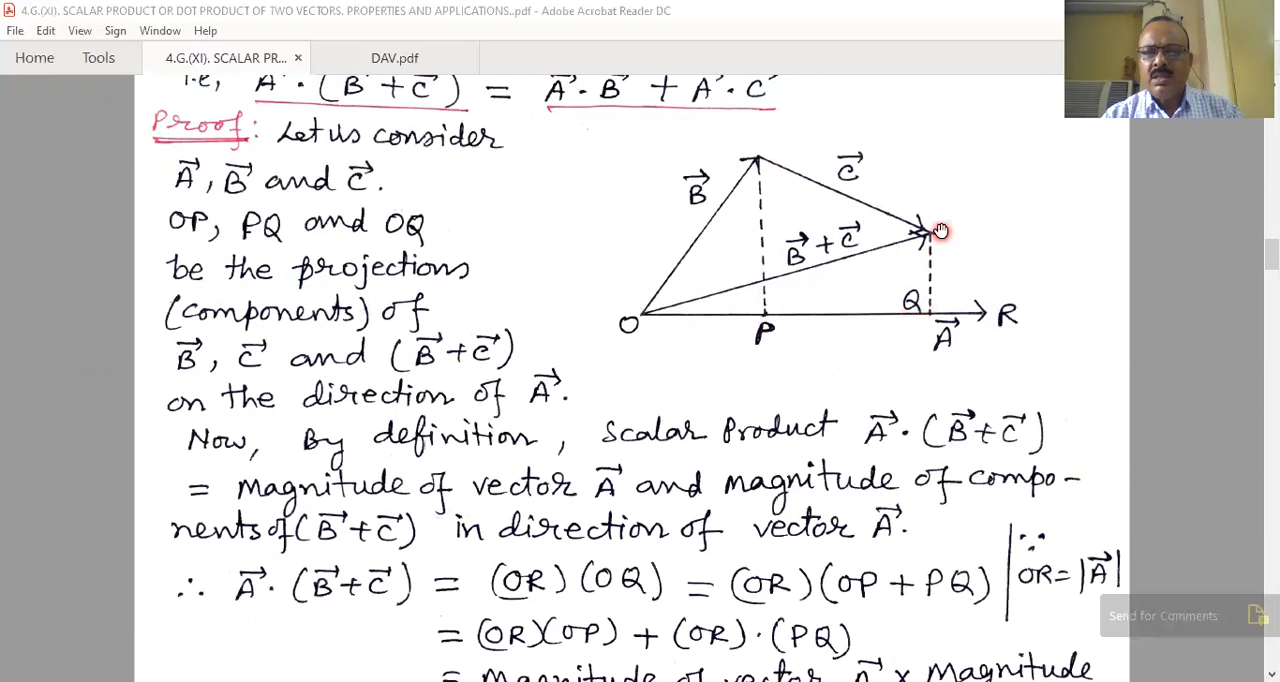 4.G.(XI). SCALAR PRODUCT OR DOT PRODUCT OF TWO VECTORS. PROPERTIES AND APPLICATIONS..pdf - Adobe Acrobat Reader DC
File Edit View Sign Window Help
Home Tools 4.G.(XI). SCALAR PR... × DAV.pdf
i.e, A⃗ · (B⃗ + C⃗) = A⃗ · B⃗ + A⃗ · C⃗
Proof: Let us consider
A⃗, B⃗ and C⃗.
OP, PQ and OQ
be the projections
(components) of
B⃗, C⃗ and (B⃗ + C⃗)
on the direction of A⃗.
B⃗
C⃗
B⃗ + C⃗
O
P
Q
A⃗
R
Now, By definition, scalar product A⃗ · (B⃗ + C⃗)
= magnitude of vector A⃗ and magnitude of compo-
nents of (B⃗ + C⃗) in direction of vector A⃗.
∴ A⃗ · (B⃗ + C⃗) = (OR)(OQ) = (OR)(OP + PQ)
∵
OR = |A⃗|
= (OR)(OP) + (OR) · (PQ)
= Magnitude of vector A⃗ × Magnitude
Send for Comments